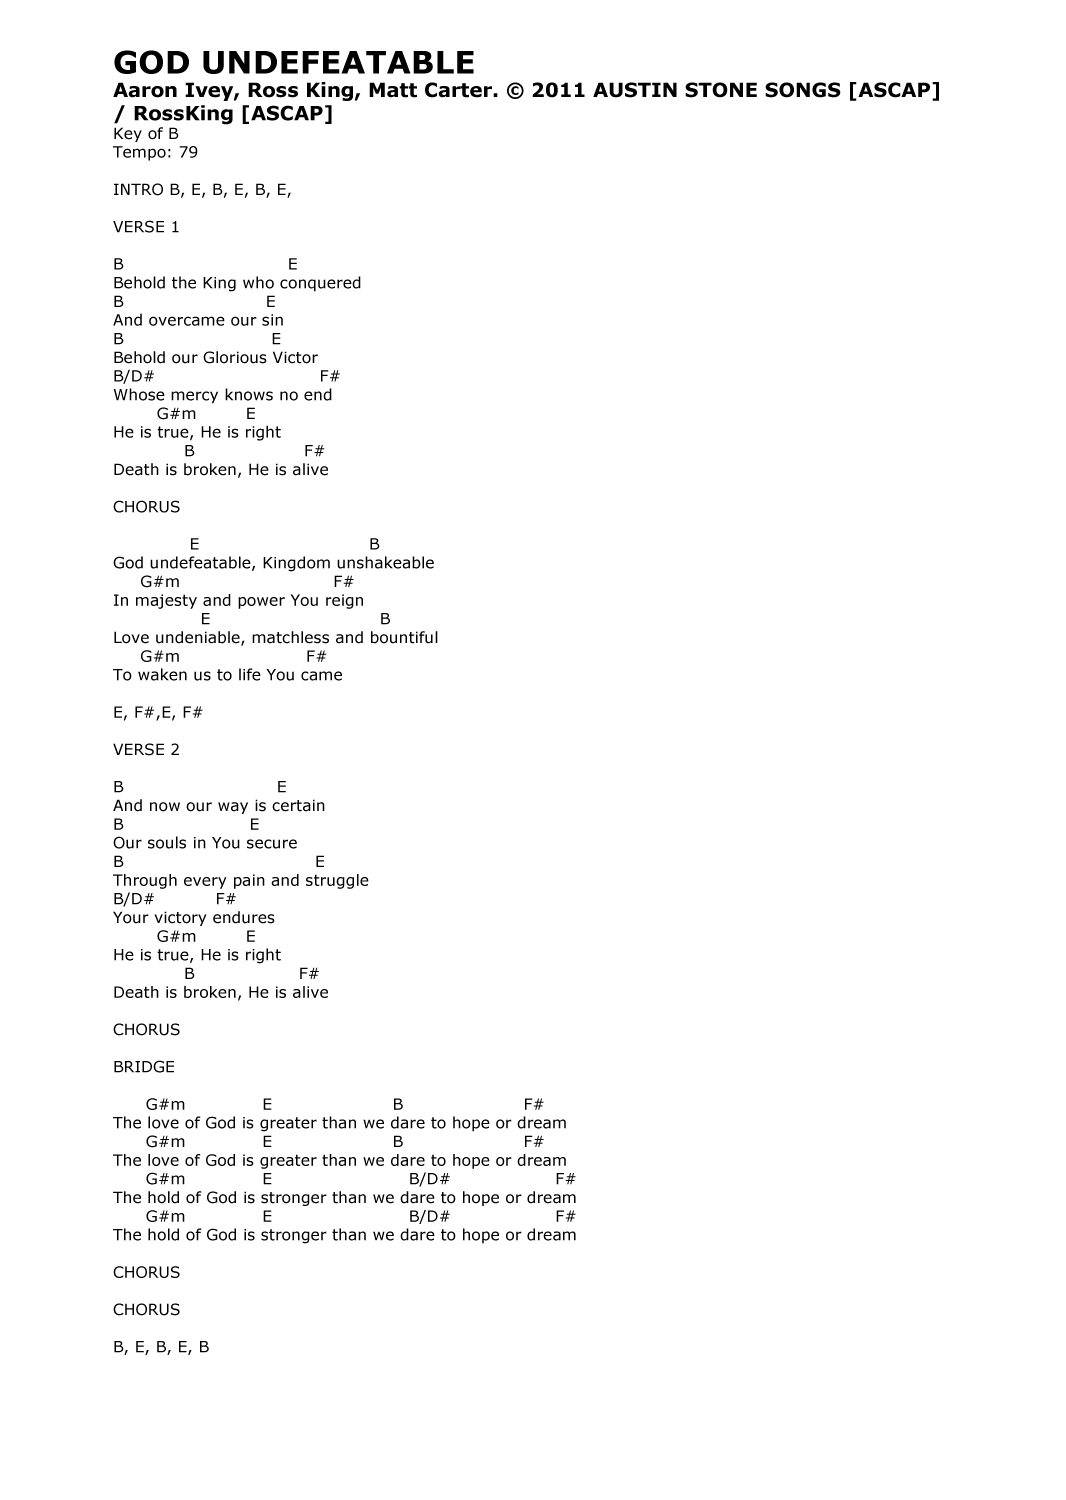 GOD UNDEFEATABLE
Aaron Ivey, Ross King, Matt Carter. © 2011 AUSTIN STONE SONGS [ASCAP]
/ RossKing [ASCAP]
Key of B
Tempo: 79
INTRO B, E, B, E, B, E,
VERSE 1
B E
Behold the King who conquered
B E
And overcame our sin
B E
Behold our Glorious Victor
B/D# F#
Whose mercy knows no end
G#m E
He is true, He is right
B F#
Death is broken, He is alive
CHORUS
E B
God undefeatable, Kingdom unshakeable
G#m F#
In majesty and power You reign
E B
Love undeniable, matchless and bountiful
G#m F#
To waken us to life You came
E, F#,E, F#
VERSE 2
B E
And now our way is certain
B E
Our souls in You secure
B E
Through every pain and struggle
B/D# F#
Your victory endures
G#m E
He is true, He is right
B F#
Death is broken, He is alive
CHORUS
BRIDGE
G#m E B F#
The love of God is greater than we dare to hope or dream
G#m E B F#
The love of God is greater than we dare to hope or dream
G#m E B/D# F#
The hold of God is stronger than we dare to hope or dream
G#m E B/D# F#
The hold of God is stronger than we dare to hope or dream
CHORUS
CHORUS
B, E, B, E, B